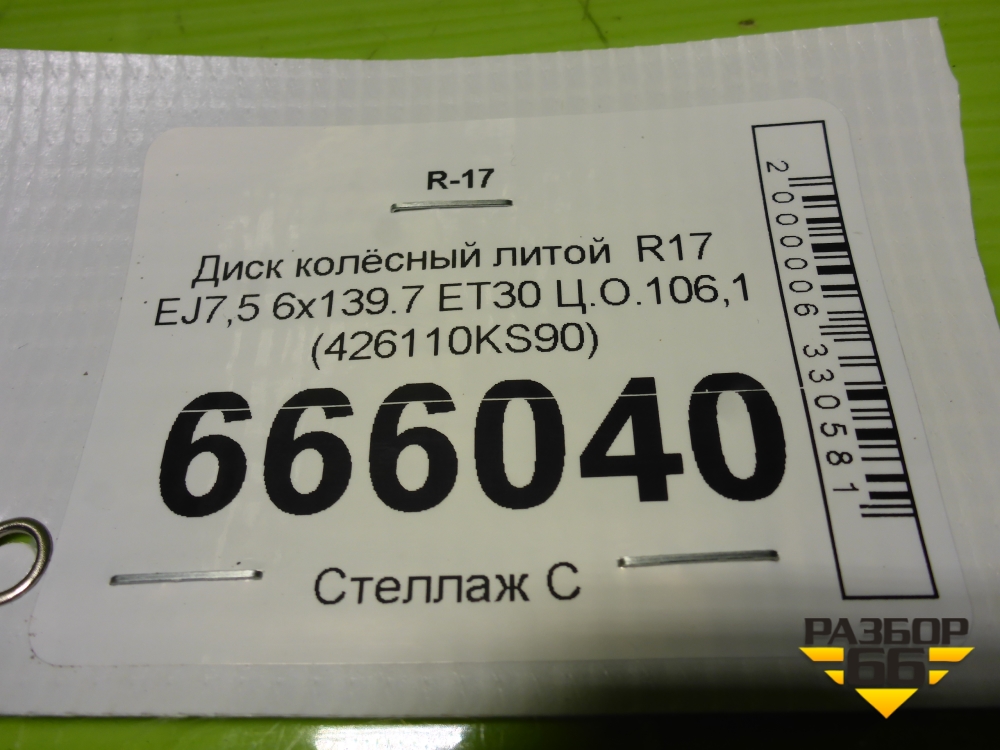 R-17
Диск колёсный литой R17
EJ7,5 6x139.7 ET30 Ц.О.106,1
(426110KS90)
666040
Стеллаж С
2000006330581
РАЗБОР
66